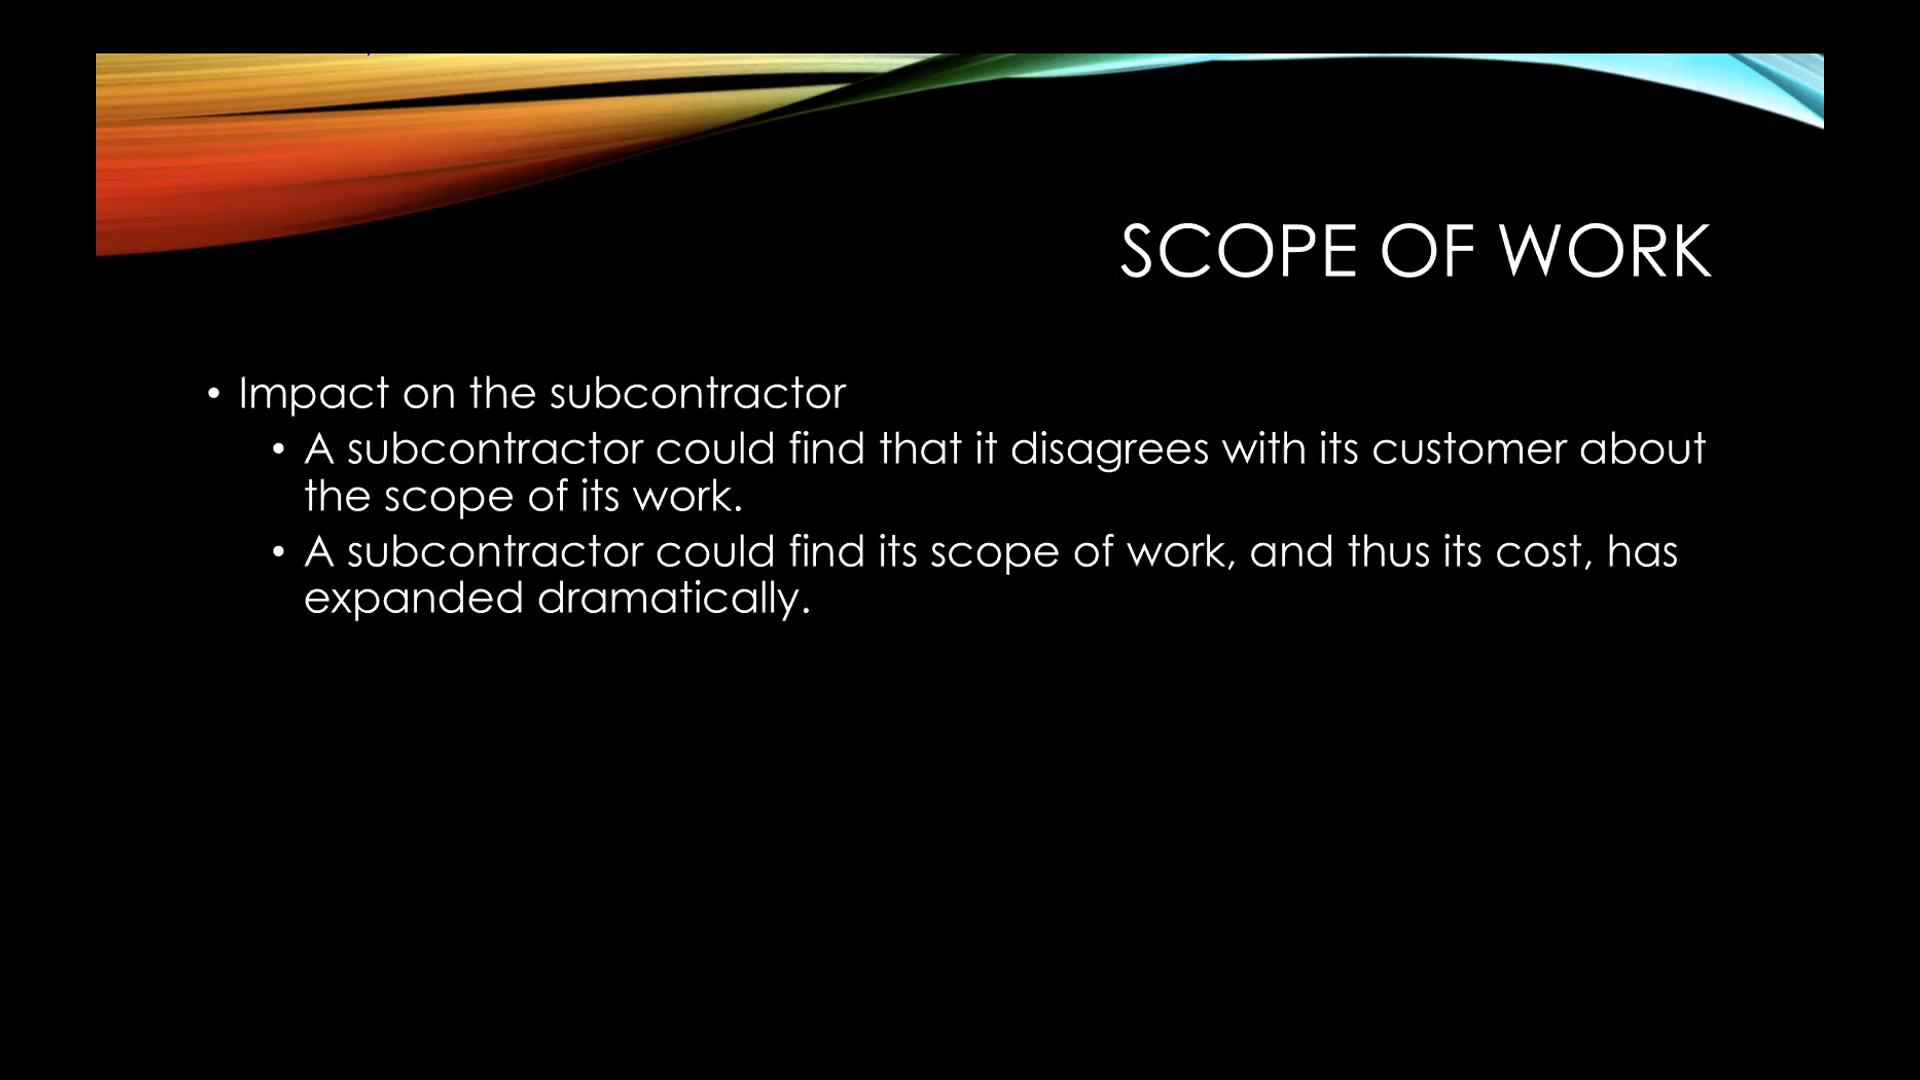 SCOPE OF WORK
• Impact on the subcontractor
• A subcontractor could find that it disagrees with its customer about
the scope of its work.
• A subcontractor could find its scope of work, and thus its cost, has
expanded dramatically.